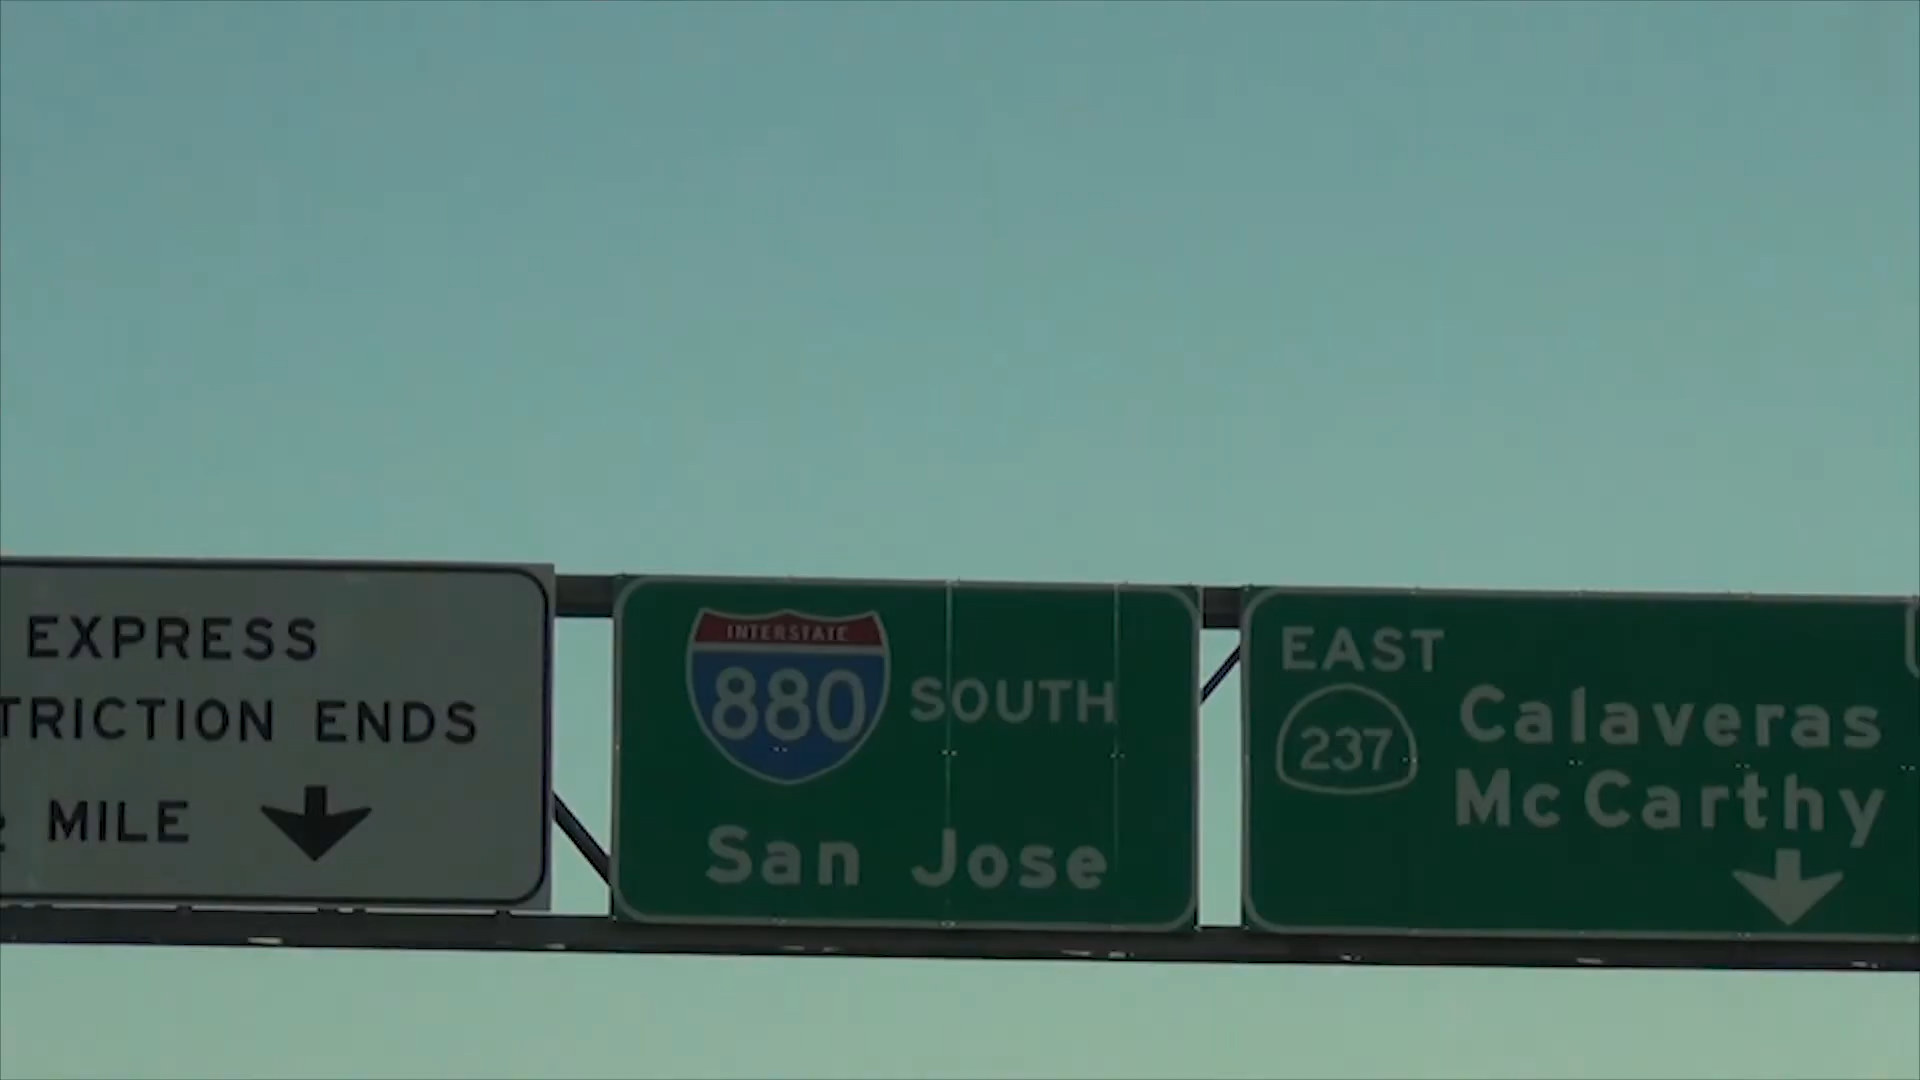 EXPRESS
TRICTION ENDS
MILE
INTERSTATE
880 SOUTH
San Jose
EAST
237
Calaveras
McCarthy